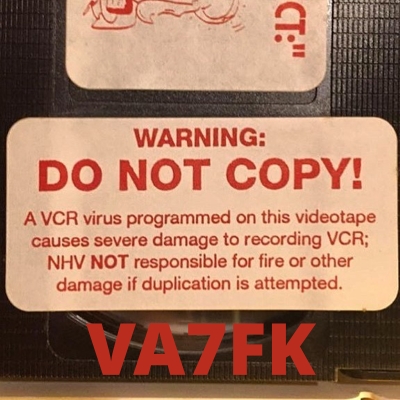 CT:"
WARNING:
DO NOT COPY!
A VCR virus programmed on this videotape
causes severe damage to recording VCR;
NHV NOT responsible for fire or other
damage if duplication is attempted.
VA7FK